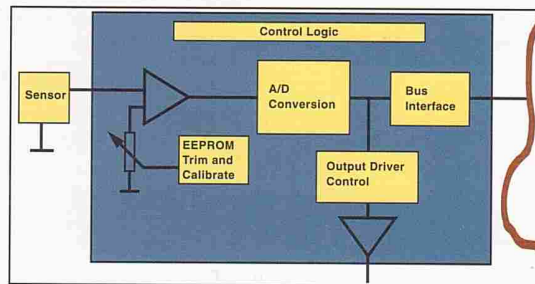 Control Logic
Sensor
A/D
Conversion
Bus
Interface
EEPROM
Trim and
Calibrate
Output Driver
Control